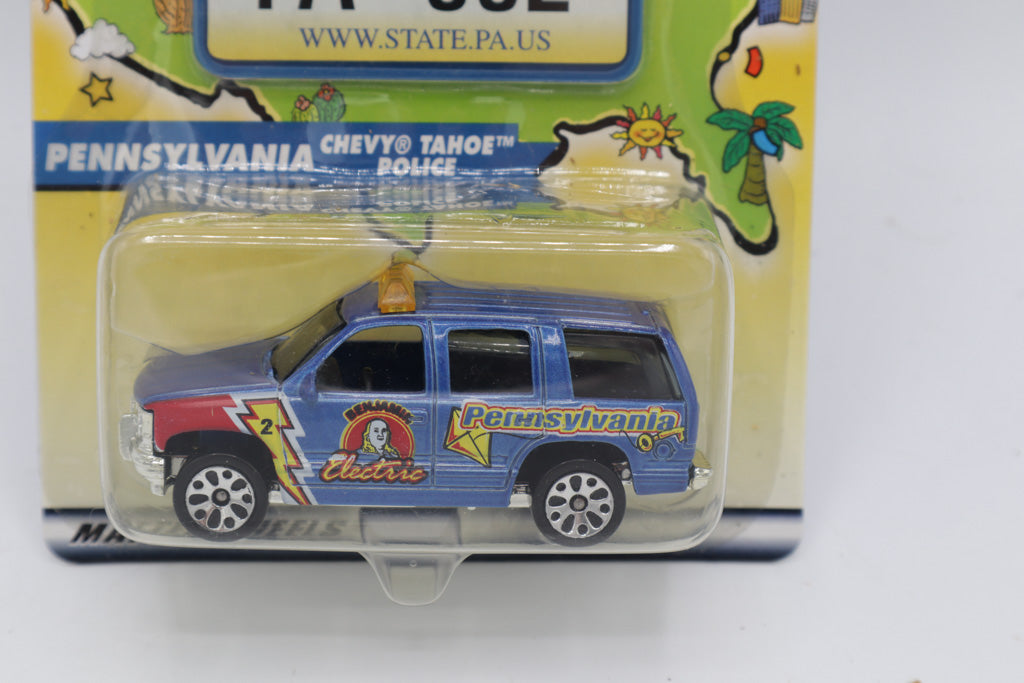 WWW.STATE.PA.US
PENNSYLVANIA
CHEVY® TAHOE™
POLICE
2
Electric
Pennsylvania